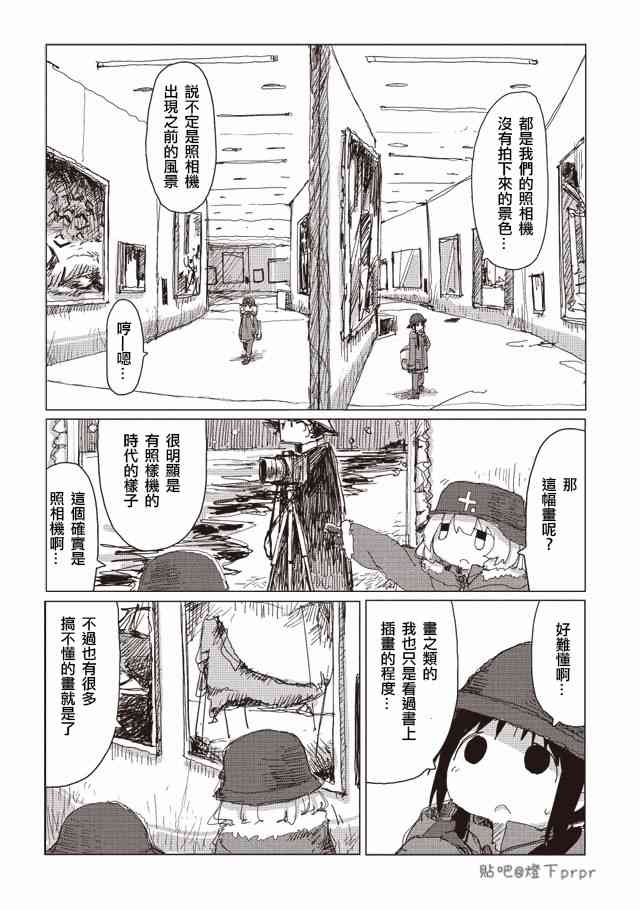 都是我們的照相機
沒有拍下來的景色…
說不定是照相機
出現之前的風景
哼—嗯…
那
這幅畫呢?
很明顯是
有照樣機的
時代的樣子
這個確實是
照相機啊…
好難懂啊…
畫之類的
我也只是看過書上
插畫的程度…
不過也有很多
搞不懂的畫就是了
貼吧@燈下prpr